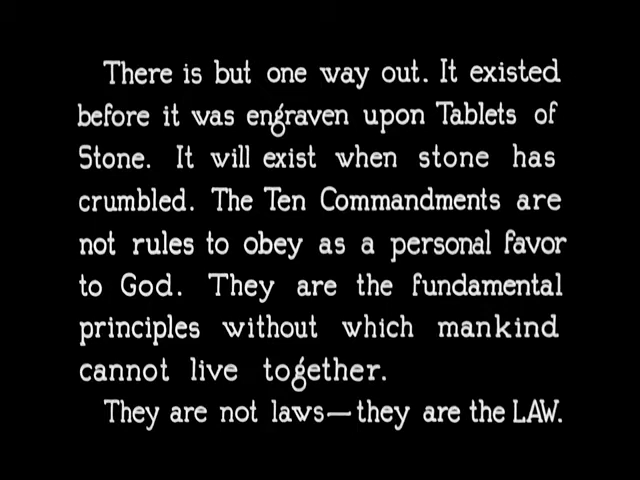 There is but one way out. It existed
before it was engraven upon Tablets of
Stone. It will exist when stone has
crumbled. The Ten Commandments are
not rules to obey as a personal favor
to God. They are the fundamental
principles without which mankind
cannot live together.
They are not laws—they are the LAW.